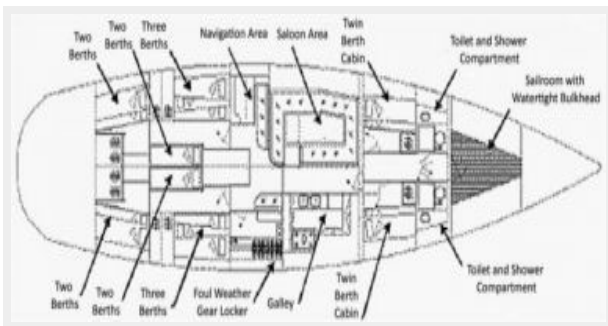 Two
Berths
Two
Berths
Three
Berths
Navigation Area
Saloon Area
Twin
Berth
Cabin
Toilet and Shower
Compartment
Sailroom with
Watertight Bulkhead
Two
Berths
Two
Berths
Three
Berths
Foul Weather
Gear Locker
Galley
Twin
Berth
Cabin
Toilet and Shower
Compartment